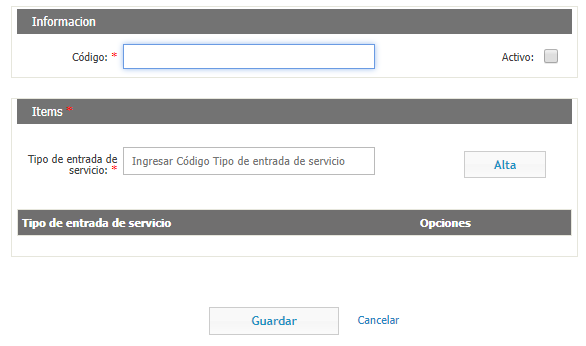 Informacion
Código: *
Activo:
Items *
Tipo de entrada de
servicio: *
Ingresar Código Tipo de entrada de servicio
Alta
Tipo de entrada de servicio Opciones
Guardar Cancelar